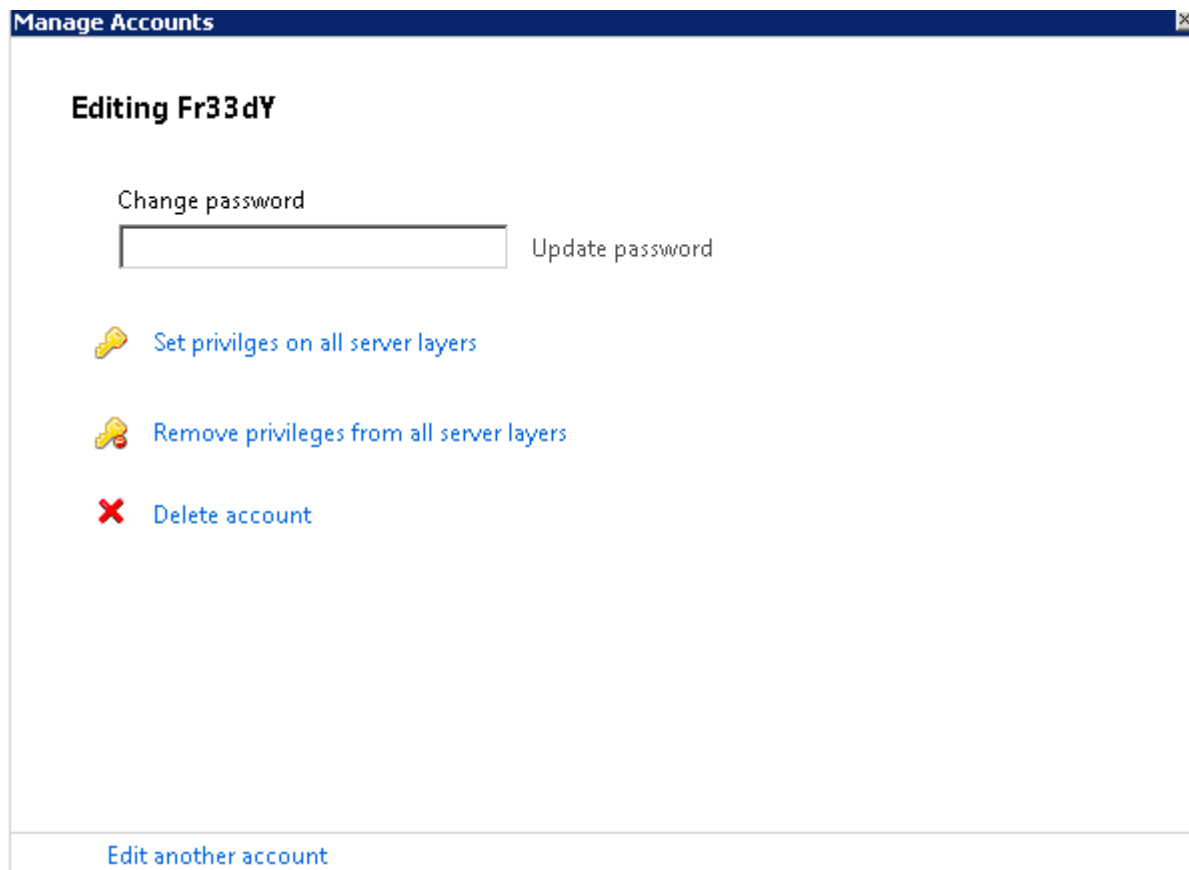 Manage Accounts
Editing Fr33dY
Change password
Update password
Set privilges on all server layers
Remove privileges from all server layers
Delete account
Edit another account